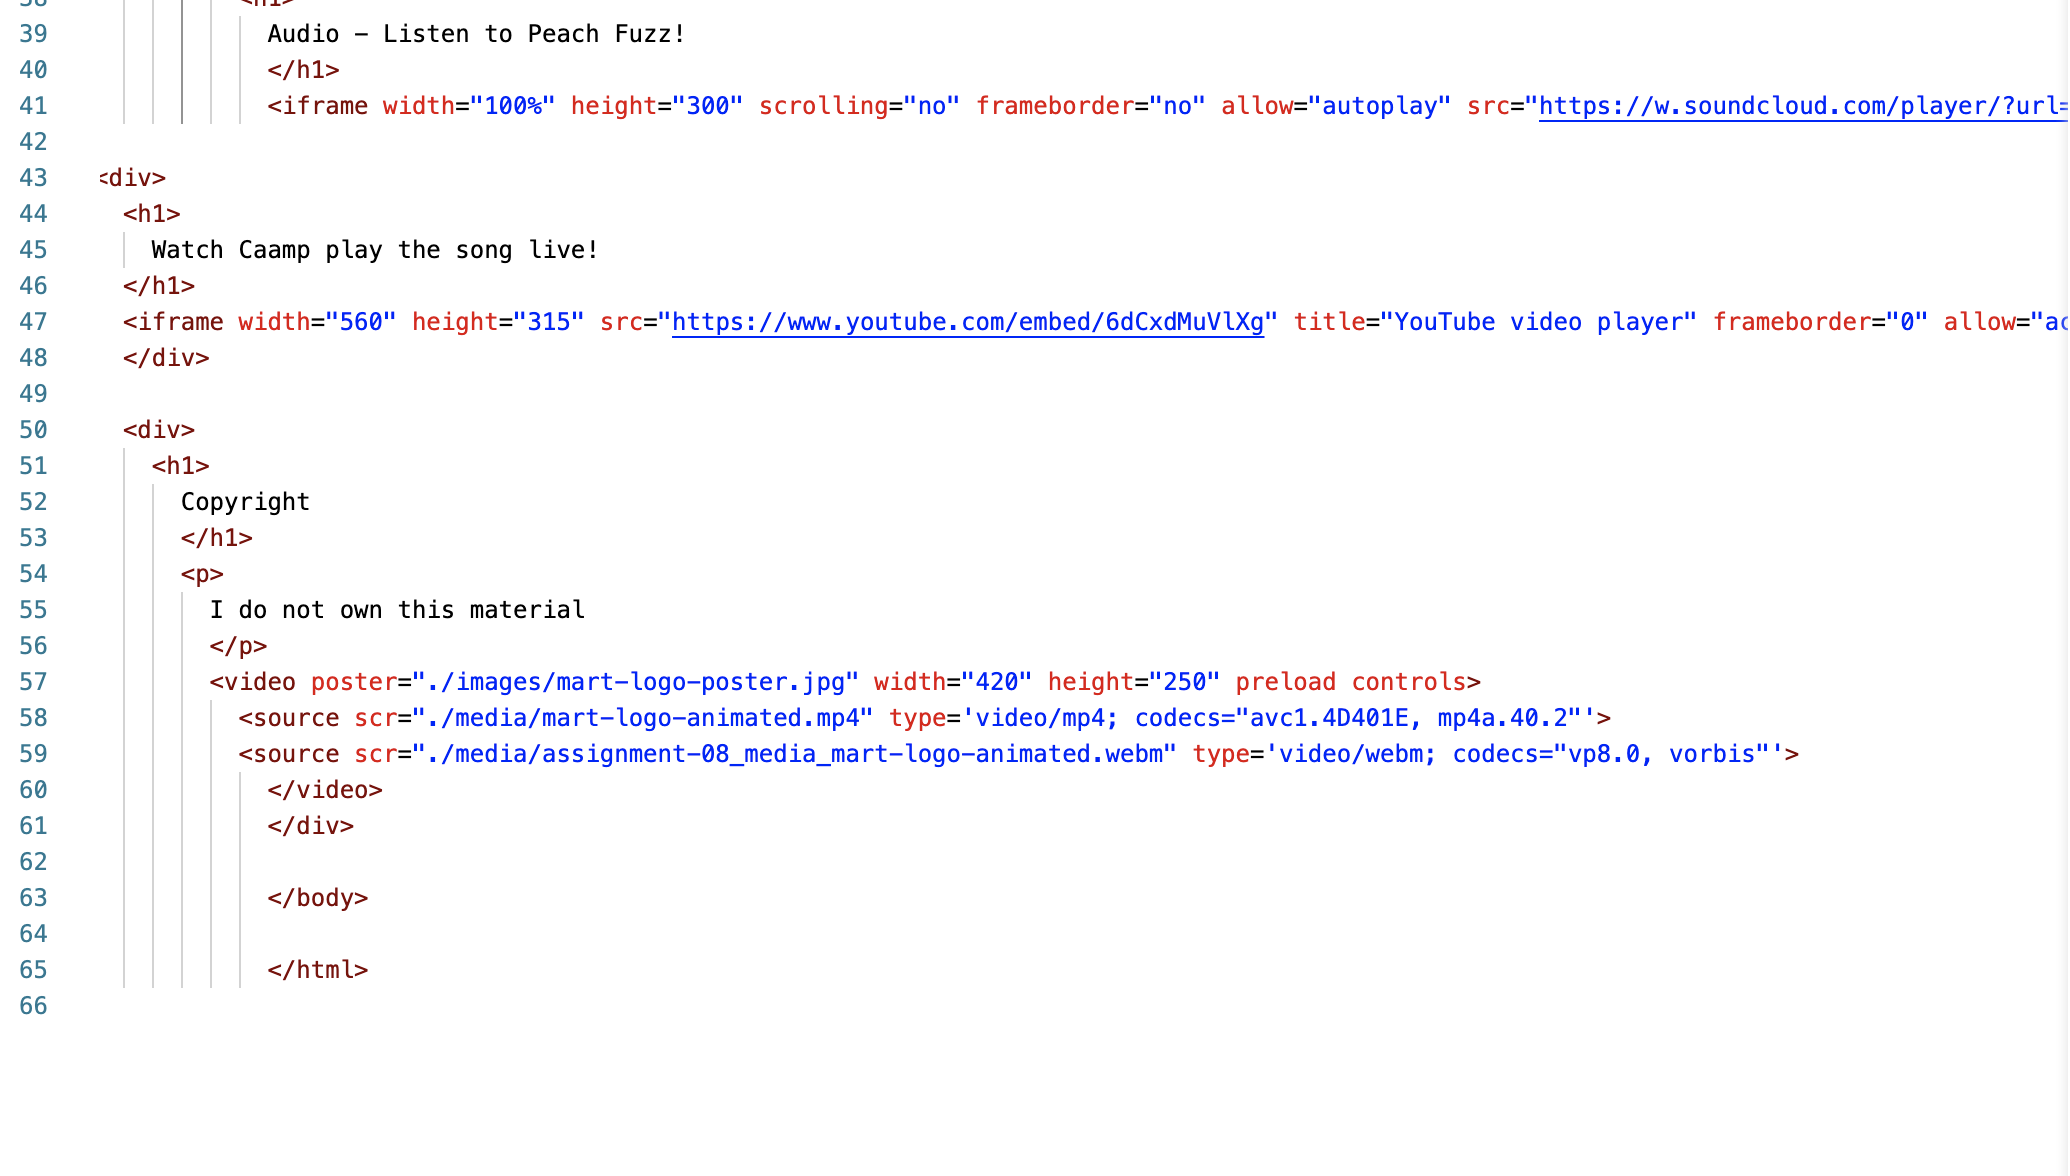 38 <h1>
39 Audio – Listen to Peach Fuzz!
40 </h1>
41 <iframe width="100%" height="300" scrolling="no" frameborder="no" allow="autoplay" src="https://w.soundcloud.com/player/?url=
42
43 <div>
44 <h1>
45 Watch Caamp play the song live!
46 </h1>
47 <iframe width="560" height="315" src="https://www.youtube.com/embed/6dCxdMuVlXg" title="YouTube video player" frameborder="0" allow="ac
48 </div>
49
50 <div>
51 <h1>
52 Copyright
53 </h1>
54 <p>
55 I do not own this material
56 </p>
57 <video poster="./images/mart-logo-poster.jpg" width="420" height="250" preload controls>
58 <source scr="./media/mart-logo-animated.mp4" type='video/mp4; codecs="avc1.4D401E, mp4a.40.2"'>
59 <source scr="./media/assignment-08_media_mart-logo-animated.webm" type='video/webm; codecs="vp8.0, vorbis"'>
60 </video>
61 </div>
62
63 </body>
64
65 </html>
66